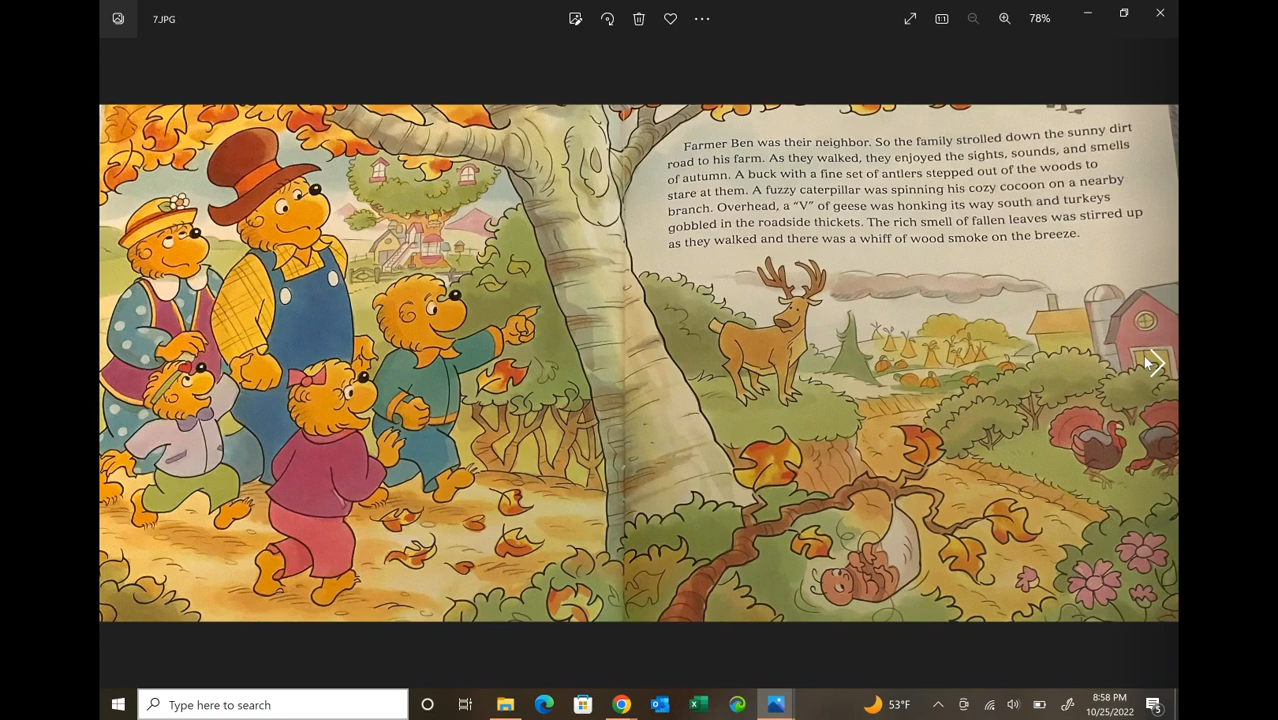 7.JPG
78%
Farmer Ben was their neighbor. So the family strolled down the sunny dirt
road to his farm. As they walked, they enjoyed the sights, sounds, and smells
of autumn. A buck with a fine set of antlers stepped out of the woods to
stare at them. A fuzzy caterpillar was spinning his cozy cocoon on a nearby
branch. Overhead, a “V” of geese was honking its way south and turkeys
gobbled in the roadside thickets. The rich smell of fallen leaves was stirred up
as they walked and there was a whiff of wood smoke on the breeze.
Type here to search
53°F
8:58 PM
10/25/2022
5